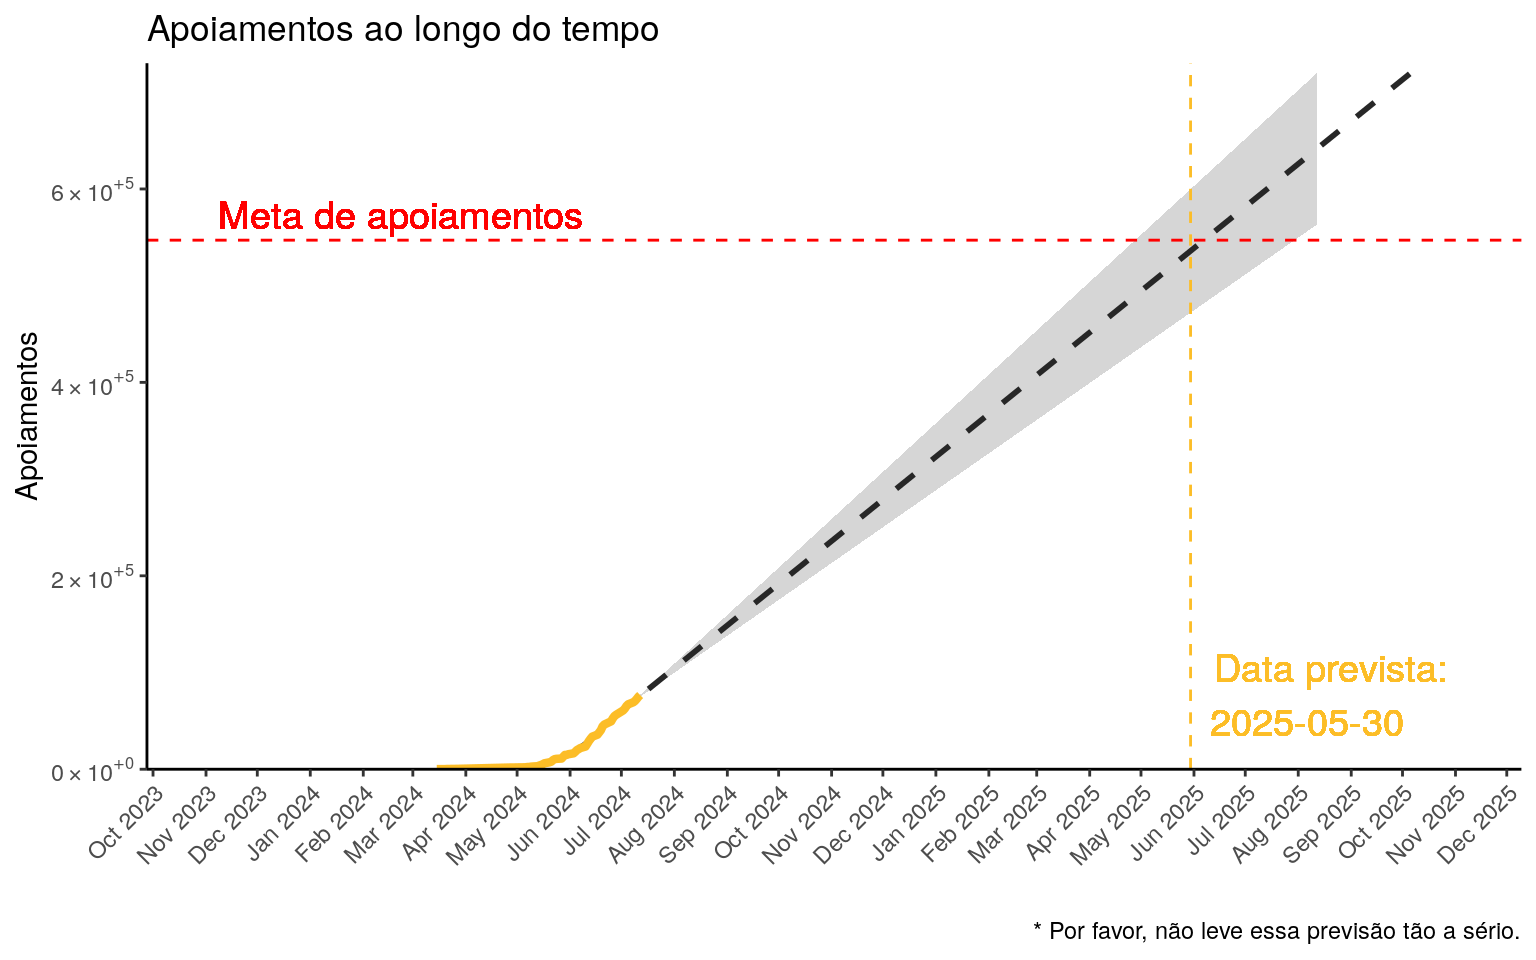 Apoiamentos ao longo do tempo
Apoiamentos
6 × 10⁺⁵
4 × 10⁺⁵
2 × 10⁺⁵
0 × 10⁺⁰
Meta de apoiamentos
Data prevista:
2025-05-30
Oct 2023
Nov 2023
Dec 2023
Jan 2024
Feb 2024
Mar 2024
Apr 2024
May 2024
Jun 2024
Jul 2024
Aug 2024
Sep 2024
Oct 2024
Nov 2024
Dec 2024
Jan 2025
Feb 2025
Mar 2025
Apr 2025
May 2025
Jun 2025
Jul 2025
Aug 2025
Sep 2025
Oct 2025
Nov 2025
Dec 2025
* Por favor, não leve essa previsão tão a sério.